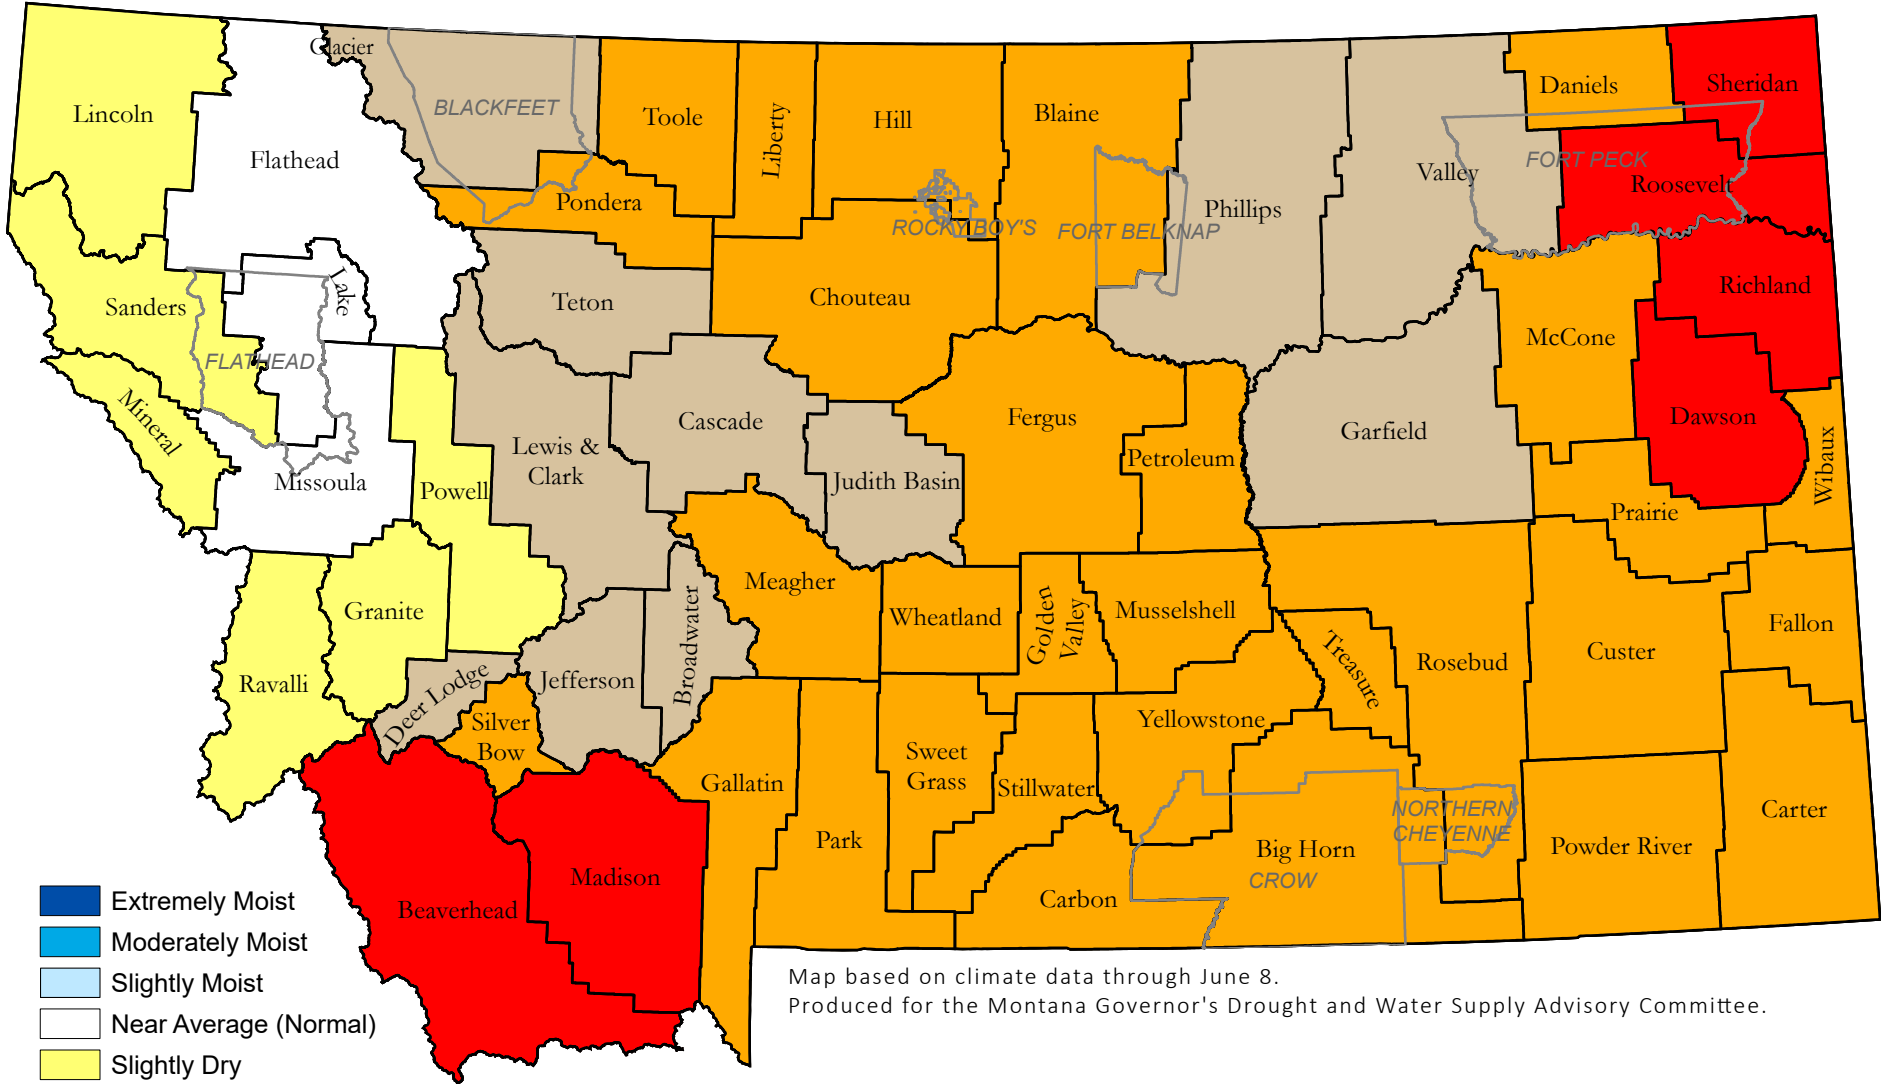 Glacier
Lincoln
Flathead
BLACKFEET
Toole
Liberty
Hill
Blaine
Daniels
Sheridan
Pondera
ROCKY BOY'S
FORT BELKNAP
Phillips
Valley
FORT PECK
Roosevelt
Sanders
Lake
Teton
Chouteau
McCone
Richland
FLATHEAD
Mineral
Missoula
Powell
Lewis &
Clark
Cascade
Judith Basin
Fergus
Petroleum
Garfield
Dawson
Wibaux
Prairie
Granite
Ravalli
Deer Lodge
Silver
Bow
Jefferson
Broadwater
Meagher
Wheatland
Golden
Valley
Musselshell
Treasure
Rosebud
Custer
Fallon
Beaverhead
Madison
Gallatin
Park
Sweet
Grass
Stillwater
Yellowstone
Carbon
Big Horn
CROW
NORTHERN
CHEYENNE
Powder River
Carter
Extremely Moist
Moderately Moist
Slightly Moist
Near Average (Normal)
Slightly Dry
Map based on climate data through June 8.
Produced for the Montana Governor's Drought and Water Supply Advisory Committee.